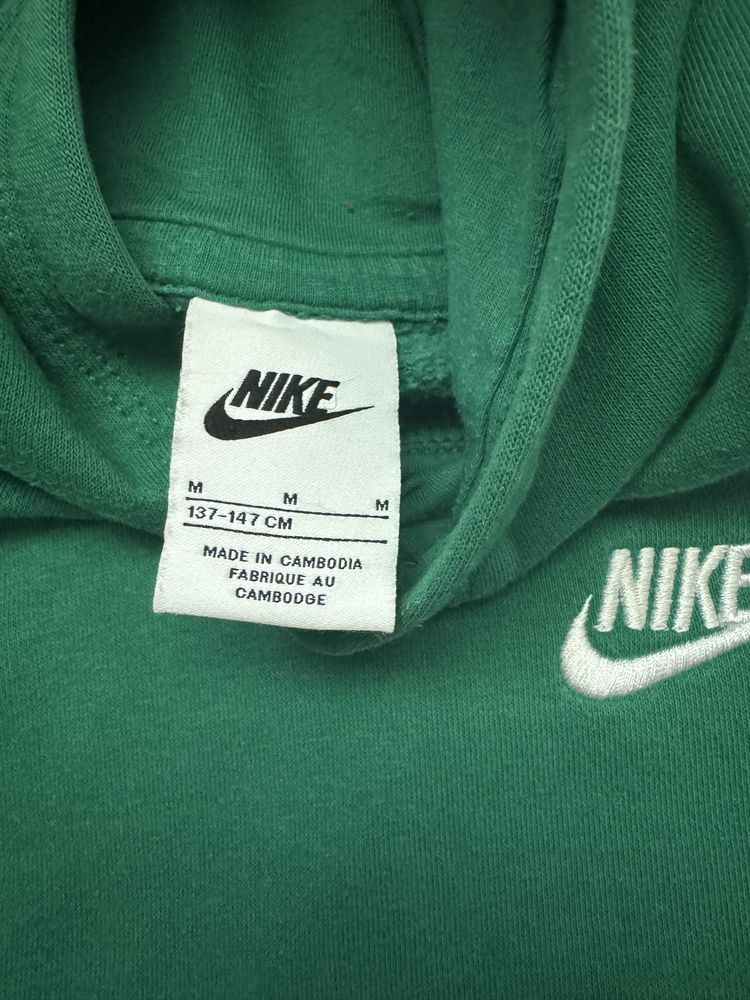 NIKE
M M M
137-147 CM
MADE IN CAMBODIA
FABRIQUE AU
CAMBODGE
NIKE